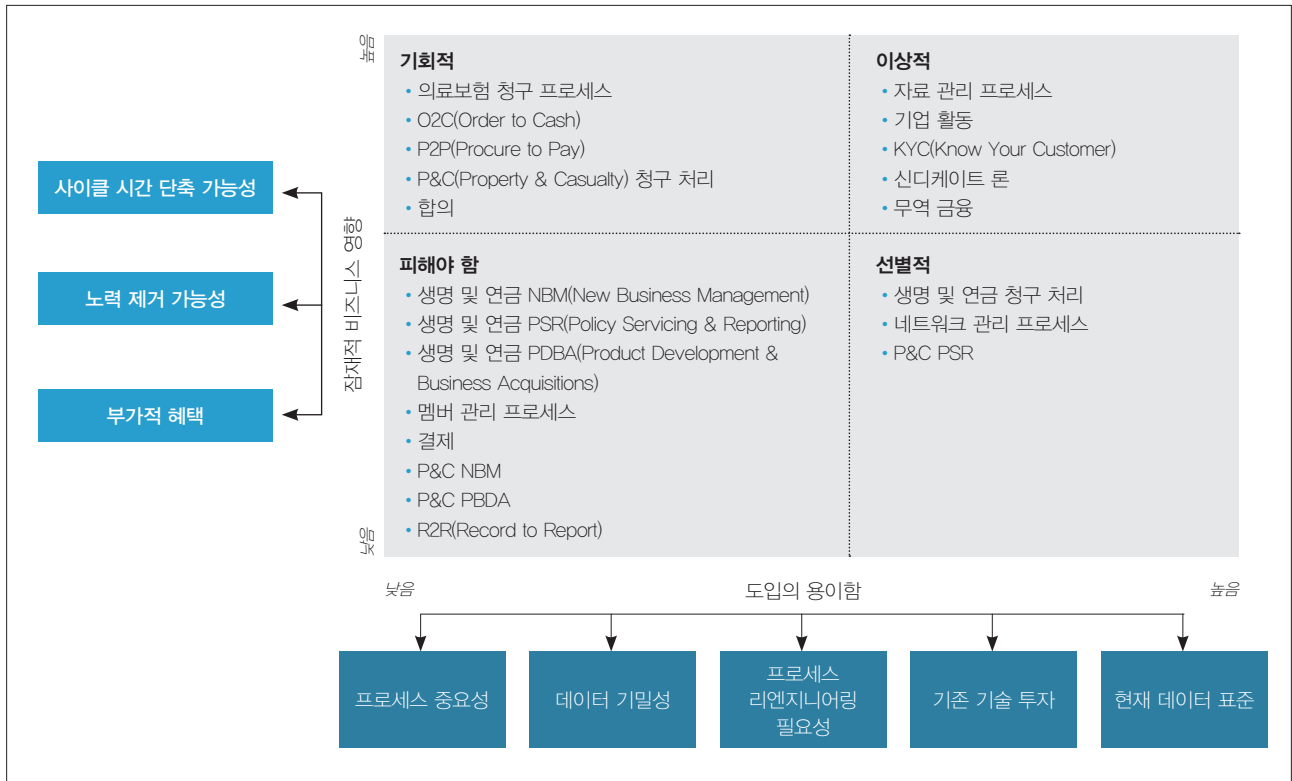 높음
기회적
• 의료보험 청구 프로세스
• O2C(Order to Cash)
• P2P(Procure to Pay)
• P&C(Property & Casualty) 청구 처리
• 합의
이상적
• 자료 관리 프로세스
• 기업 활동
• KYC(Know Your Customer)
• 신디케이트 론
• 무역 금융
사이클 시간 단축 가능성
노력 제거 가능성
부가적 혜택
잠재적 비즈니스 영향
피해야 함
• 생명 및 연금 NBM(New Business Management)
• 생명 및 연금 PSR(Policy Servicing & Reporting)
• 생명 및 연금 PDBA(Product Development &
Business Acquisitions)
• 멤버 관리 프로세스
• 결제
• P&C NBM
• P&C PBDA
• R2R(Record to Report)
선별적
• 생명 및 연금 청구 처리
• 네트워크 관리 프로세스
• P&C PSR
낮음
낮음
도입의 용이함
높음
프로세스 중요성
데이터 기밀성
프로세스
리엔지니어링
필요성
기존 기술 투자
현재 데이터 표준